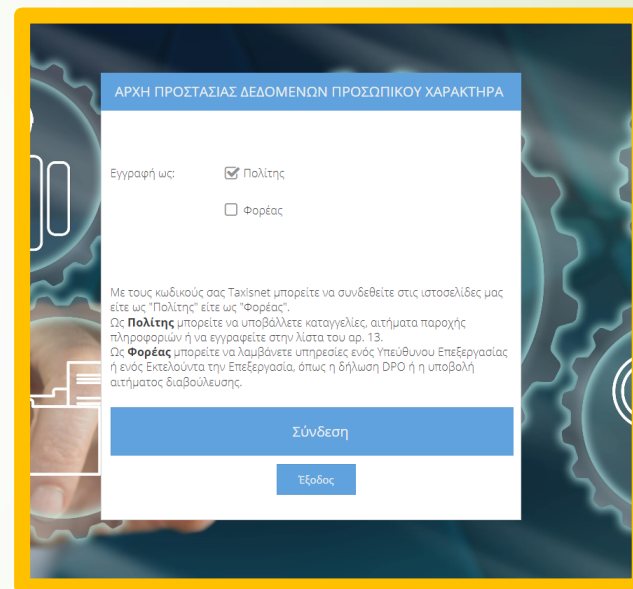 ΑΡΧΗ ΠΡΟΣΤΑΣΙΑΣ ΔΕΔΟΜΕΝΩΝ ΠΡΟΣΩΠΙΚΟΥ ΧΑΡΑΚΤΗΡΑ
Εγγραφή ως:
Πολίτης
Φορέας
Με τους κωδικούς σας Taxisnet μπορείτε να συνδεθείτε στις ιστοσελίδες μας
είτε ως "Πολίτης" είτε ως "Φορέας".
Ως Πολίτης μπορείτε να υποβάλλετε καταγγελίες, αιτήματα παροχής
πληροφοριών ή να εγγραφείτε στην λίστα του αρ. 13.
Ως Φορέας μπορείτε να λαμβάνετε υπηρεσίες ενός Υπεύθυνου Επεξεργασίας
ή ενός Εκτελούντα την Επεξεργασία, όπως η δήλωση DPO ή η υποβολή
αιτήματος διαβούλευσης.
Σύνδεση
Έξοδος